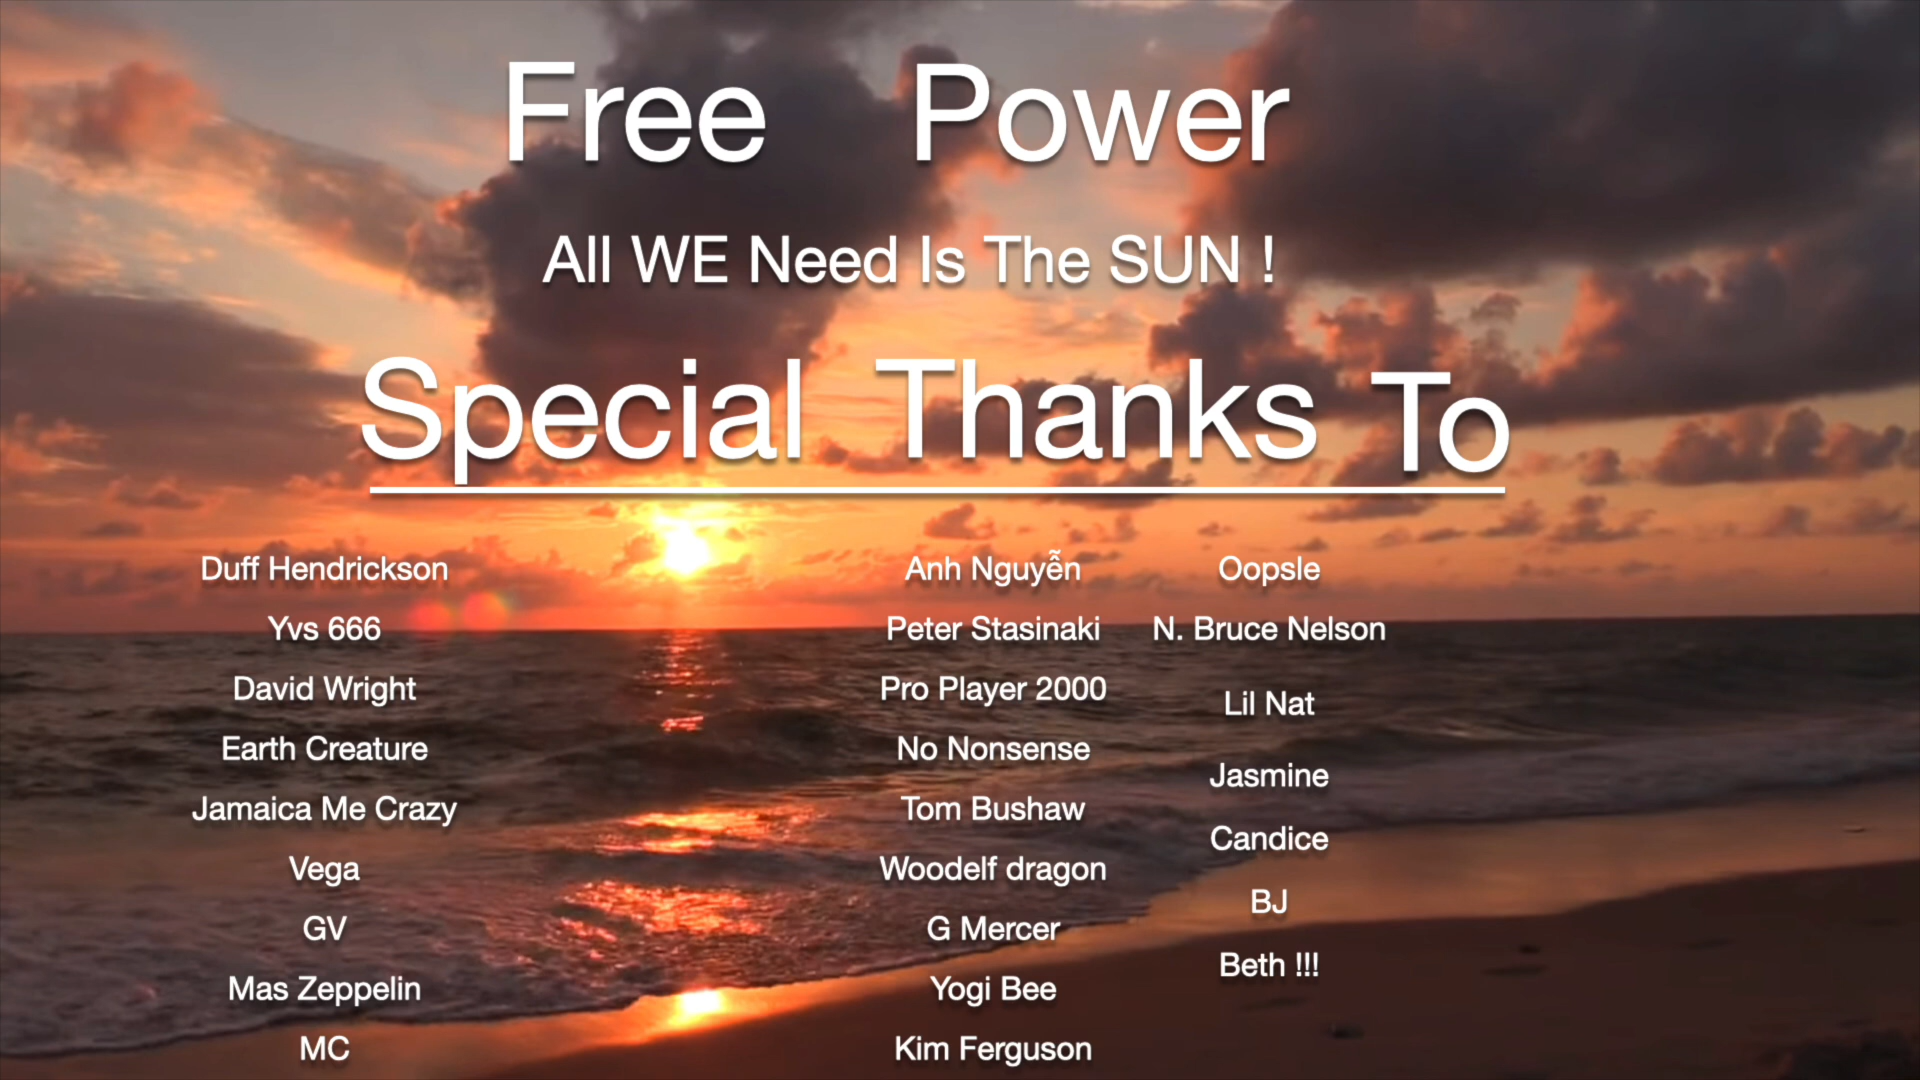 Free Power
All WE Need Is The SUN !
Special Thanks To
Duff Hendrickson
Yvs 666
David Wright
Earth Creature
Jamaica Me Crazy
Vega
GV
Mas Zeppelin
MC
Anh Nguyễn
Peter Stasinaki
Pro Player 2000
No Nonsense
Tom Bushaw
Woodelf dragon
G Mercer
Yogi Bee
Kim Ferguson
Oopsle
N. Bruce Nelson
Lil Nat
Jasmine
Candice
BJ
Beth !!!